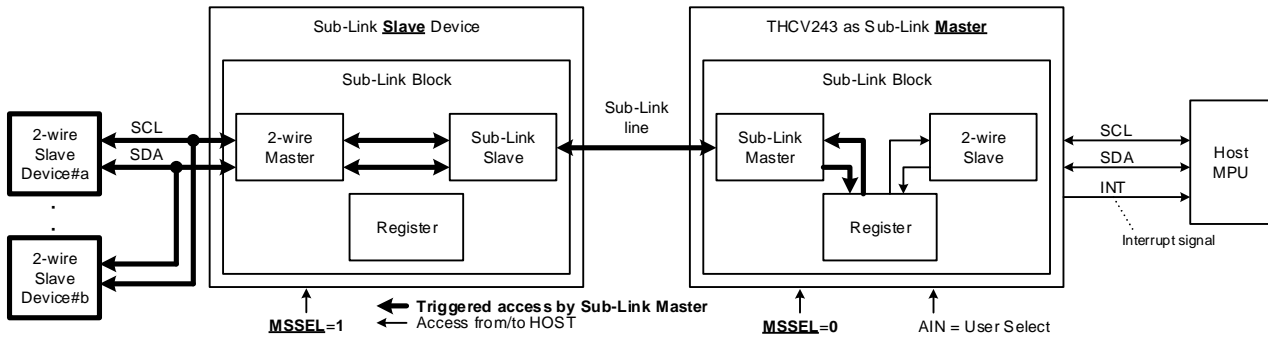 Sub-Link Slave Device
THCV243 as Sub-Link Master
Sub-Link Block
Sub-Link Block
Sub-Link
line
2-wire
Slave
Device#a
SCL
SDA
2-wire
Master
Sub-Link
Slave
Sub-Link
Master
2-wire
Slave
SCL
SDA
INT
Host
MPU
Register
Register
Interrupt signal
2-wire
Slave
Device#b
MSSEL=1
Triggered access by Sub-Link Master
Access from/to HOST
MSSEL=0
AIN = User Select